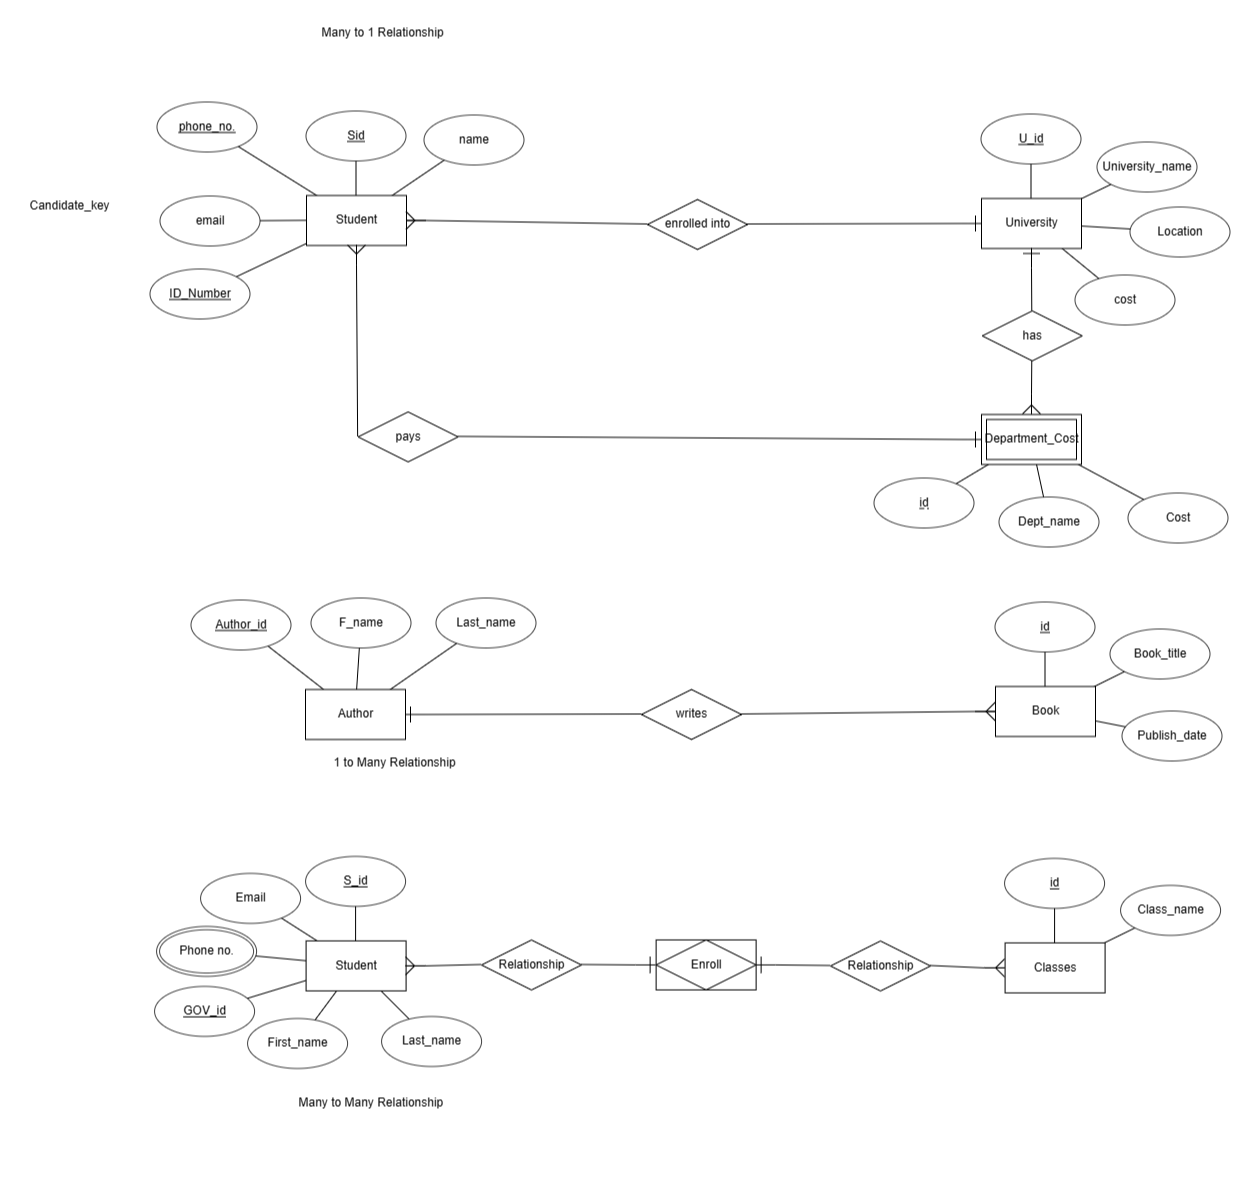 Many to 1 Relationship
phone_no.
Sid
name
U_id
University_name
Candidate_key
email
Student
enrolled into
University
Location
ID_Number
cost
has
pays
Department_Cost
id
Dept_name
Cost
Author_id
F_name
Last_name
id
Book_title
Author
writes
Book
Publish_date
1 to Many Relationship
S_id
Email
id
Class_name
Phone no.
Student
Relationship
Enroll
Relationship
Classes
GOV_id
First_name
Last_name
Many to Many Relationship